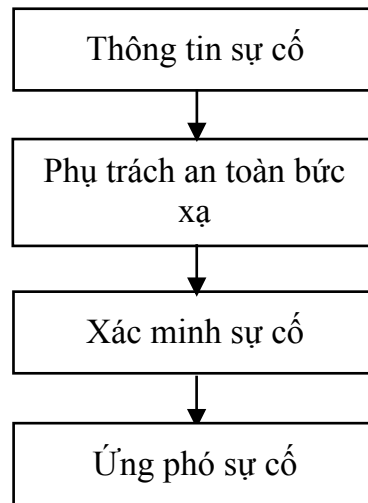 Thông tin sự cố
Phụ trách an toàn bức
xạ
Xác minh sự cố
Ứng phó sự cố